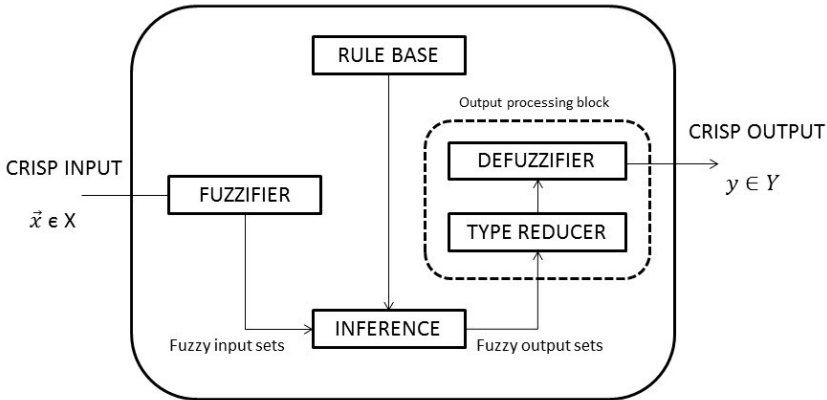 RULE BASE
Output processing block
CRISP OUTPUT
DEFUZZIFIER
y ∈ Y
CRISP INPUT
FUZZIFIER
x⃗ ϵ X
TYPE REDUCER
INFERENCE
Fuzzy input sets
Fuzzy output sets